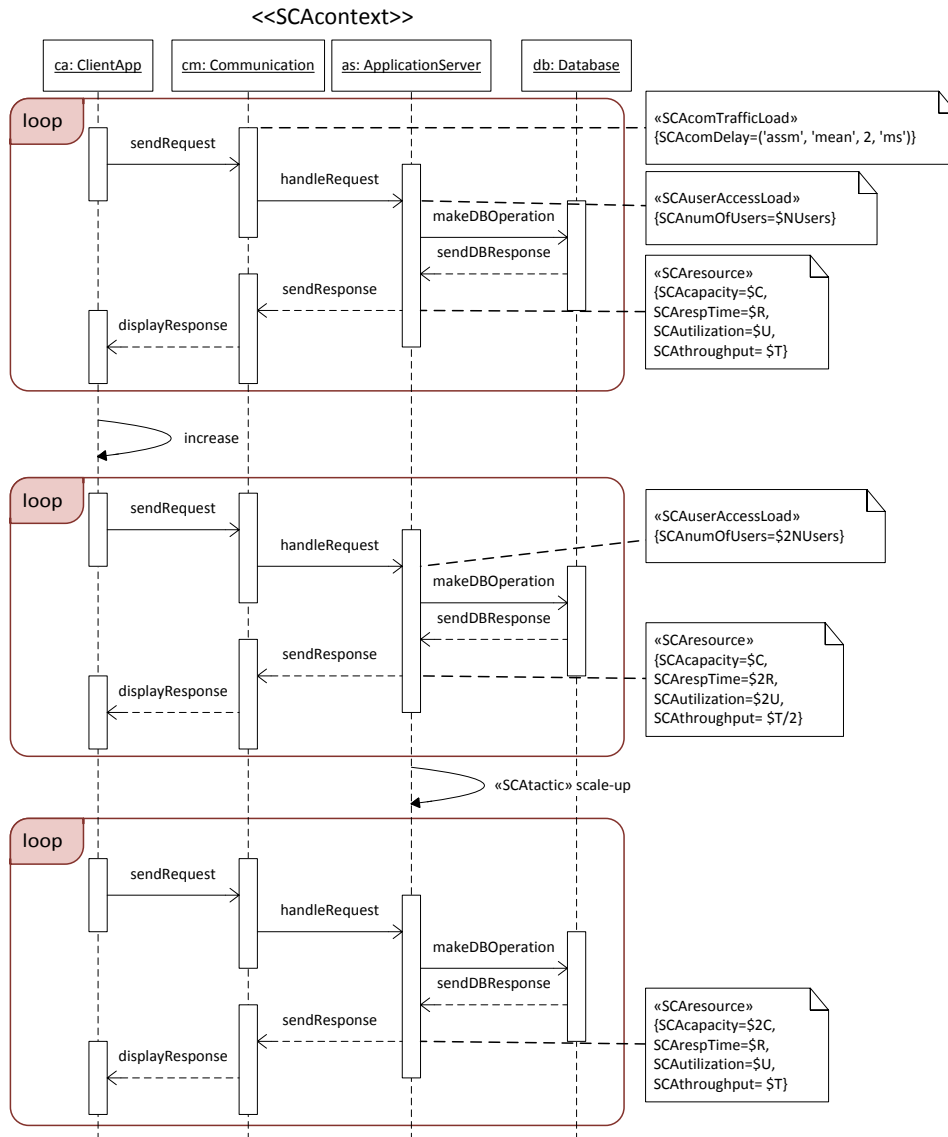 <<SCAcontext>>
ca: ClientApp
cm: Communication
as: ApplicationServer
db: Database
loop
sendRequest
handleRequest
makeDBOperation
sendDBResponse
sendResponse
displayResponse
«SCAcomTrafficLoad»
{SCAcomDelay=('assm', 'mean', 2, 'ms')}
«SCAuserAccessLoad»
{SCAnumOfUsers=$NUsers}
«SCAresource»
{SCAcapacity=$C,
SCArespTime=$R,
SCAutilization=$U,
SCAthroughput= $T}
increase
loop
sendRequest
handleRequest
makeDBOperation
sendDBResponse
sendResponse
displayResponse
«SCAuserAccessLoad»
{SCAnumOfUsers=$2NUsers}
«SCAresource»
{SCAcapacity=$C,
SCArespTime=$2R,
SCAutilization=$2U,
SCAthroughput= $T/2}
«SCAtactic» scale-up
loop
sendRequest
handleRequest
makeDBOperation
sendDBResponse
sendResponse
displayResponse
«SCAresource»
{SCAcapacity=$2C,
SCArespTime=$R,
SCAutilization=$U,
SCAthroughput= $T}